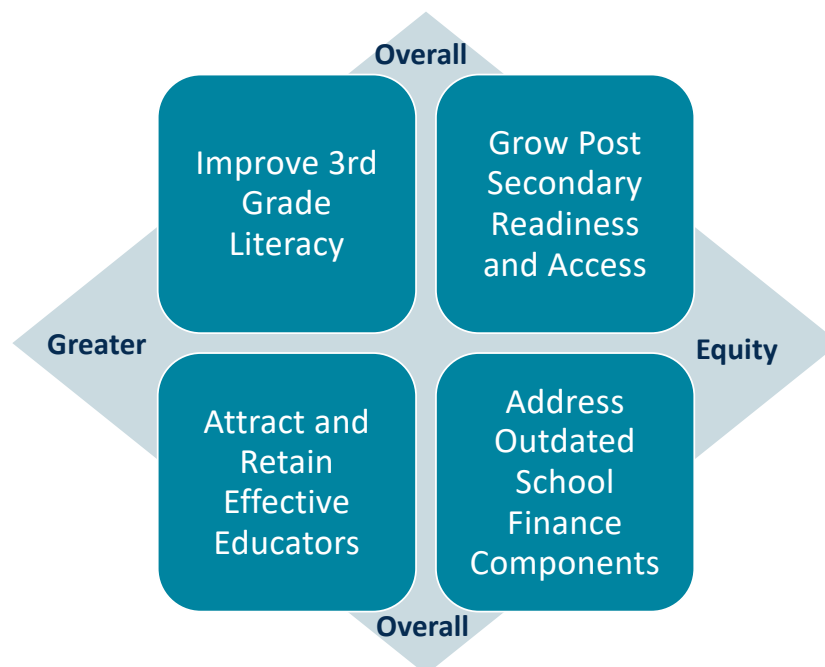 Overall
Improve 3rd
Grade
Literacy
Grow Post
Secondary
Readiness
and Access
Greater
Equity
Attract and
Retain
Effective
Educators
Address
Outdated
School
Finance
Components
Overall